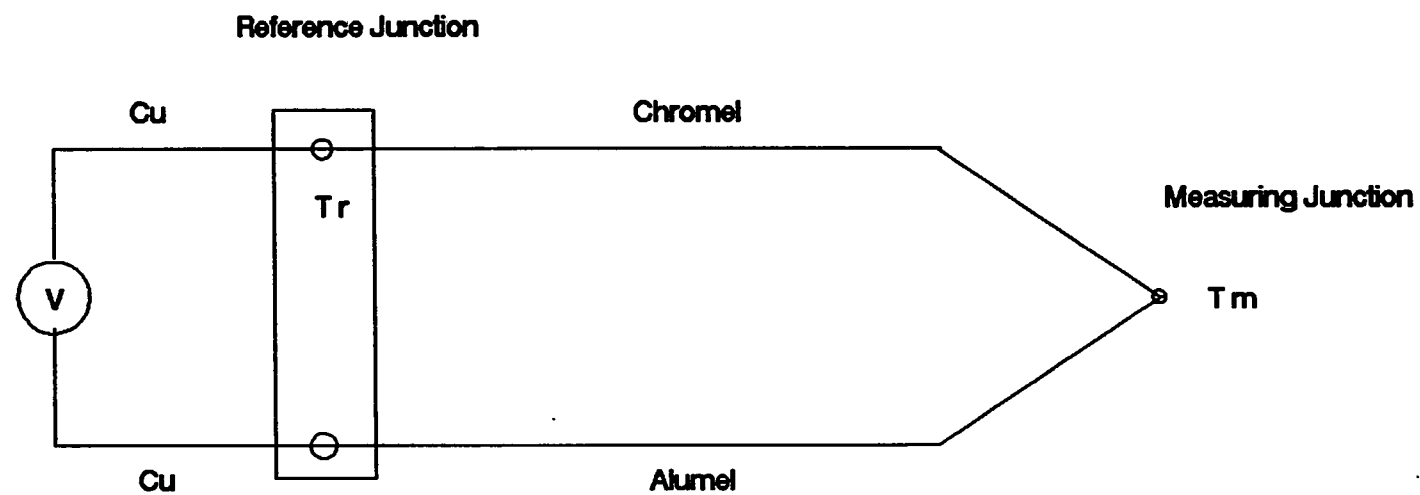 Reference Junction
Cu
Chromel
Tr
Measuring Junction
V
Tm
Cu
Alumel